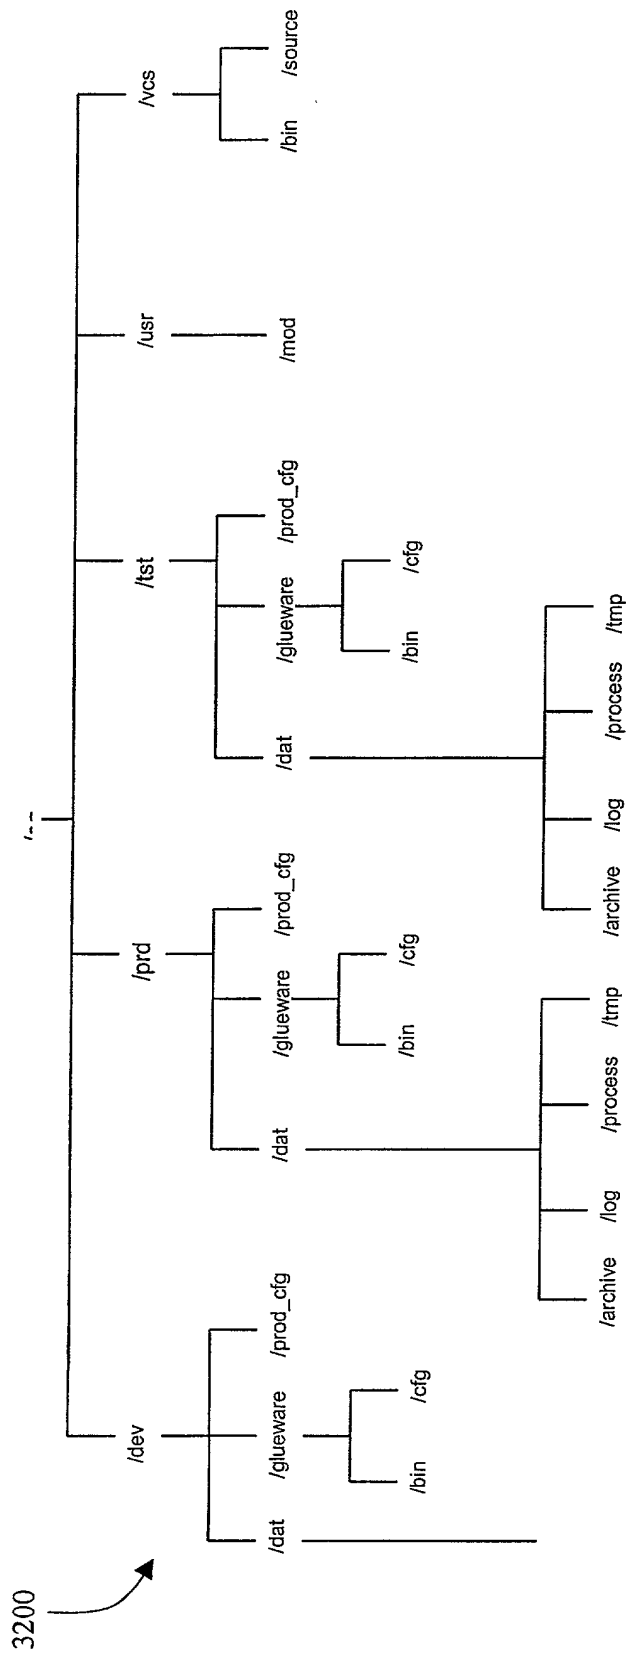 3200
/--
/dev
/prd
/tst
/usr
/vcs
/dat
/glueware
/prod_cfg
/dat
/glueware
/prod_cfg
/dat
/glueware
/prod_cfg
/mod
/bin
/source
/bin
/cfg
/bin
/cfg
/bin
/cfg
/archive
/log
/process
/tmp
/archive
/log
/process
/tmp